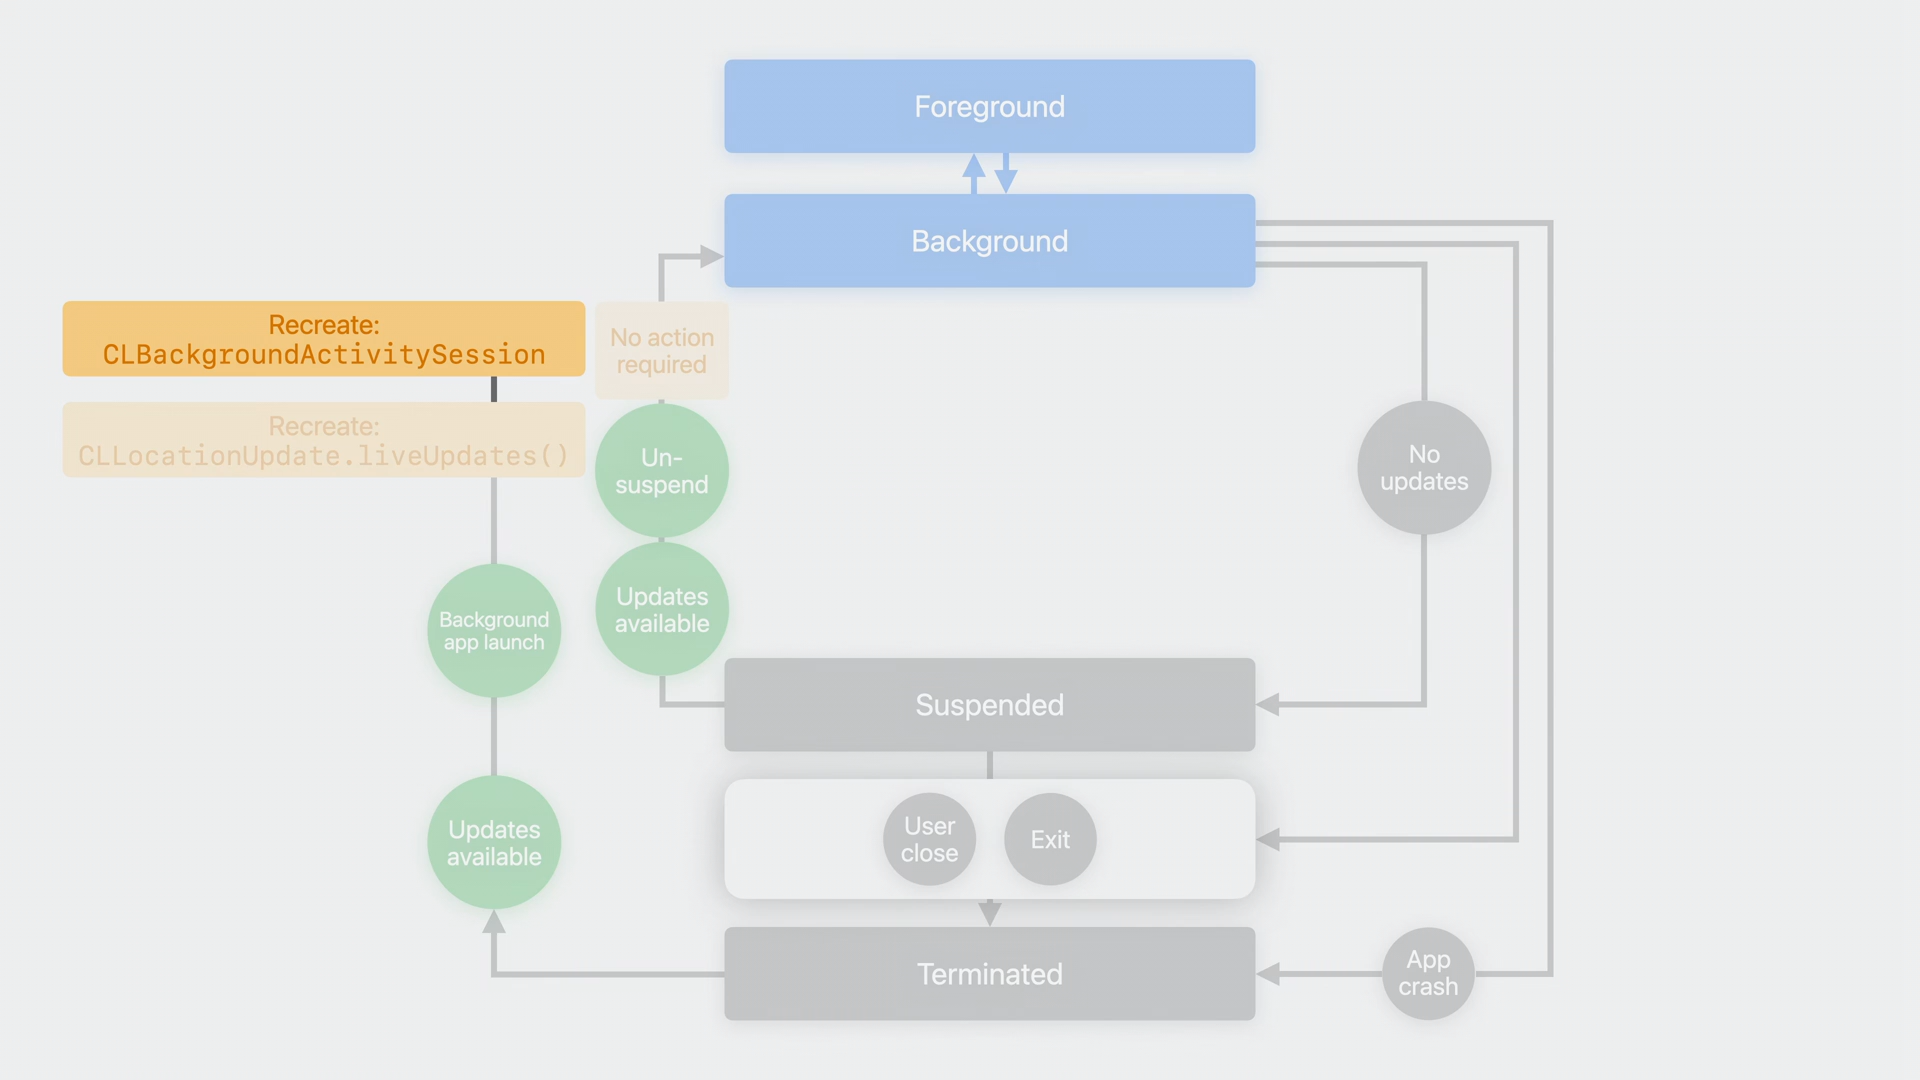 Foreground
Background
Recreate:
CLBackgroundActivitySession
No action
required
Recreate:
CLLocationUpdate.liveUpdates()
Un-
suspend
No
updates
Background
app launch
Updates
available
Suspended
Updates
available
User
close
Exit
Terminated
App
crash